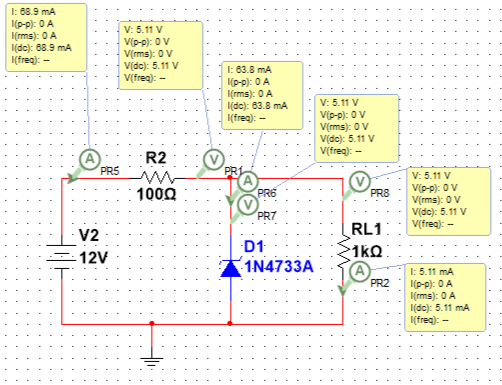 I: 68.9 mA
I(p-p): 0 A
I(rms): 0 A
I(dc): 68.9 mA
I(freq): --
V: 5.11 V
V(p-p): 0 V
V(rms): 0 V
V(dc): 5.11 V
V(freq): --
I: 63.8 mA
I(p-p): 0 A
I(rms): 0 A
I(dc): 63.8 mA
I(freq): --
V: 5.11 V
V(p-p): 0 V
V(rms): 0 V
V(dc): 5.11 V
V(freq): --
V: 5.11 V
V(p-p): 0 V
V(rms): 0 V
V(dc): 5.11 V
V(freq): --
A
PR5
R2
100Ω
V
PR1
A
PR6
V
PR7
V
PR8
V2
12V
D1
1N4733A
RL1
1kΩ
A
PR2
I: 5.11 mA
I(p-p): 0 A
I(rms): 0 A
I(dc): 5.11 mA
I(freq): --